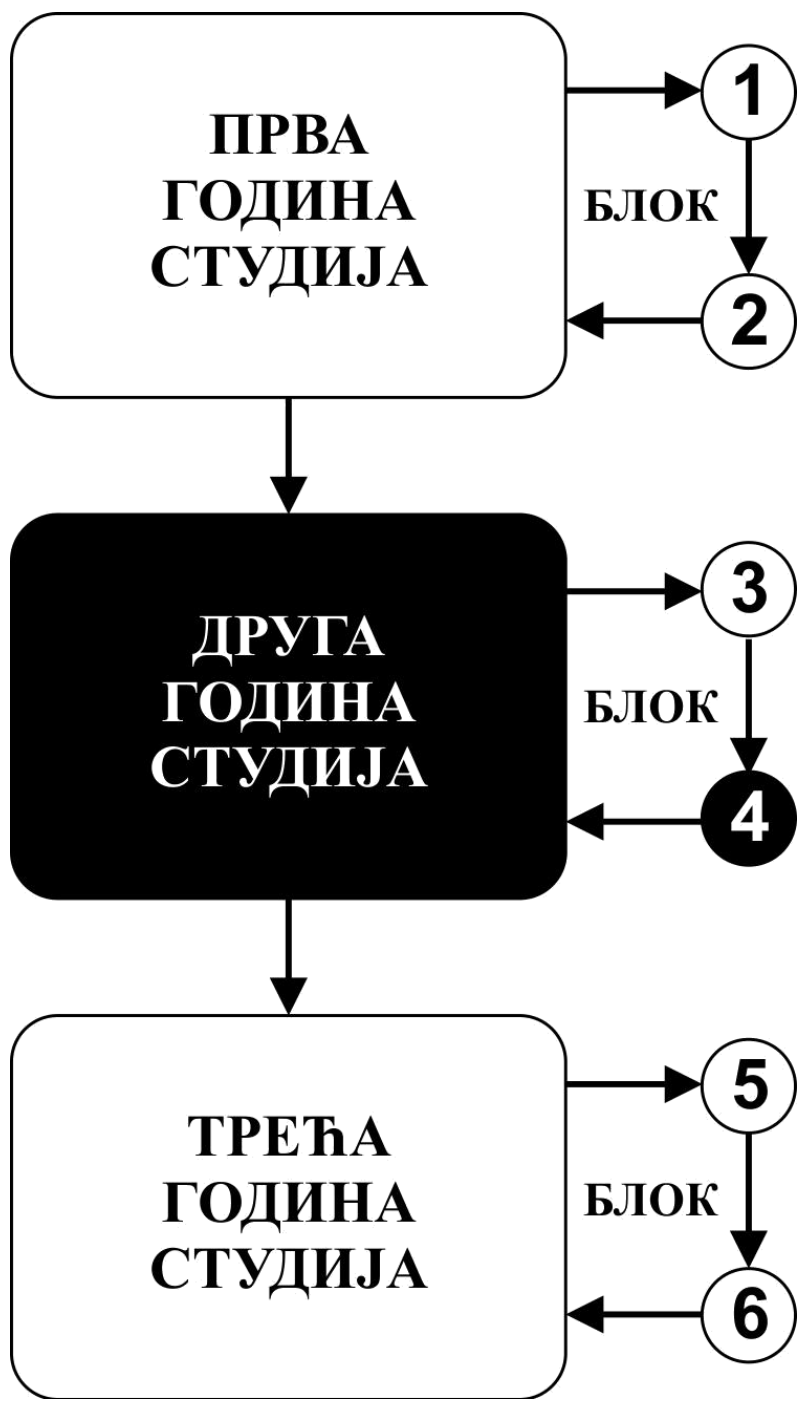 ПРВА
ГОДИНА
СТУДИЈА
1
БЛОК
2
ДРУГА
ГОДИНА
СТУДИЈА
3
БЛОК
4
ТРЕЋА
ГОДИНА
СТУДИЈА
5
БЛОК
6